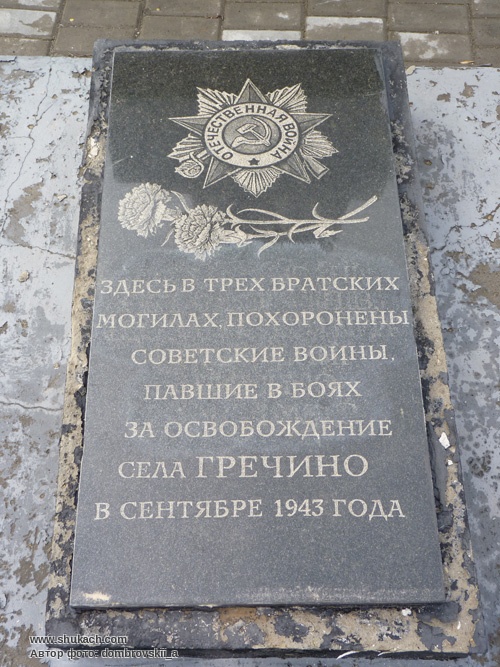 ОТЕЧЕСТВЕННАЯ ВОЙНА
ЗДЕСЬ В ТРЕХ БРАТСКИХ
МОГИЛАХ, ПОХОРОНЕНЫ
СОВЕТСКИЕ ВОИНЫ,
ПАВШИЕ В БОЯХ
ЗА ОСВОБОЖДЕНИЕ
СЕЛА ГРЕЧИНО
В СЕНТЯБРЕ 1943 ГОДА
www.shukach.com
Автор фото: dombrovskii_a